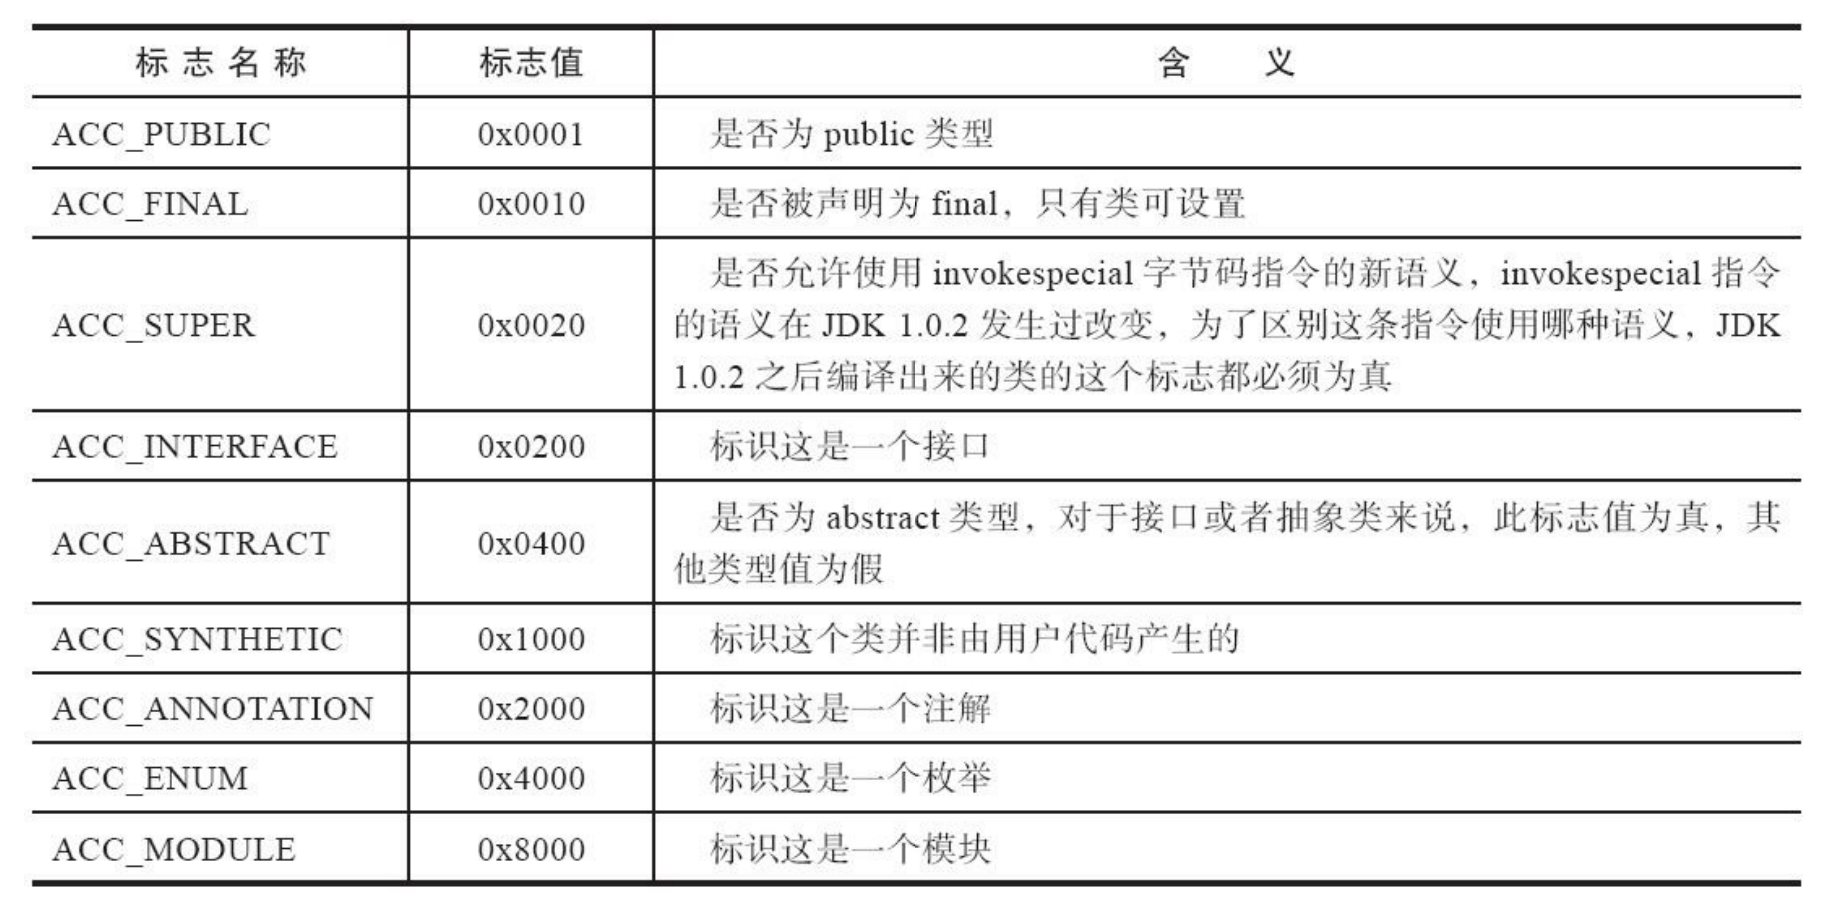 标志名称 标志值 含 义
ACC_PUBLIC 0x0001 是否为 public 类型
ACC_FINAL 0x0010 是否被声明为 final，只有类可设置
是否允许使用 invokespecial 字节码指令的新语义，invokespecial 指令
ACC_SUPER 0x0020 的语义在 JDK 1.0.2 发生过改变，为了区别这条指令使用哪种语义，JDK
1.0.2 之后编译出来的类的这个标志都必须为真
ACC_INTERFACE 0x0200 标识这是一个接口
ACC_ABSTRACT 0x0400 是否为 abstract 类型，对于接口或者抽象类来说，此标志值为真，其
他类型值为假
ACC_SYNTHETIC 0x1000 标识这个类并非由用户代码产生的
ACC_ANNOTATION 0x2000 标识这是一个注解
ACC_ENUM 0x4000 标识这是一个枚举
ACC_MODULE 0x8000 标识这是一个模块